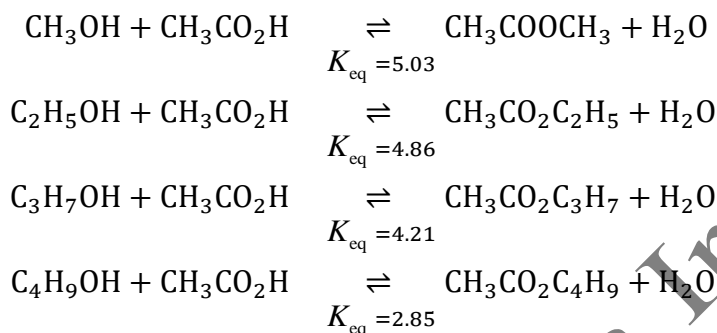 CH₃OH + CH₃CO₂H ⇌ CH₃COOCH₃ + H₂O
K_eq =5.03
C₂H₅OH + CH₃CO₂H ⇌ CH₃CO₂C₂H₅ + H₂O
K_eq =4.86
C₃H₇OH + CH₃CO₂H ⇌ CH₃CO₂C₃H₇ + H₂O
K_eq =4.21
C₄H₉OH + CH₃CO₂H ⇌ CH₃CO₂C₄H₉ + H₂O
K_eq =2.85